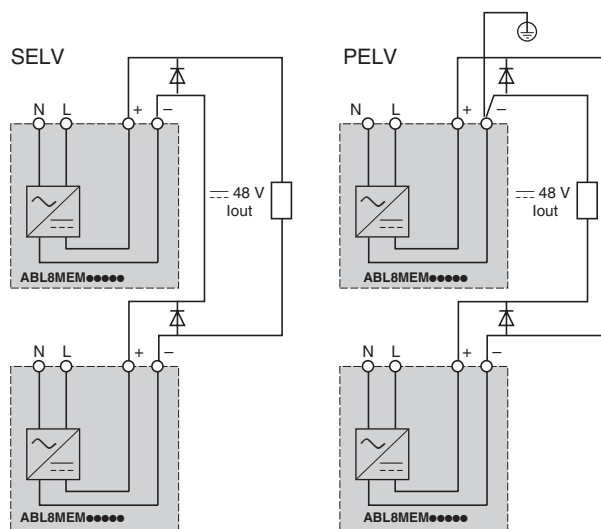 SELV
PELV
N L + −
N L + −
⎓ 48 V
Iout
⎓ 48 V
Iout
ABL8MEM●●●●●
ABL8MEM●●●●●
N L + −
N L + −
ABL8MEM●●●●●
ABL8MEM●●●●●